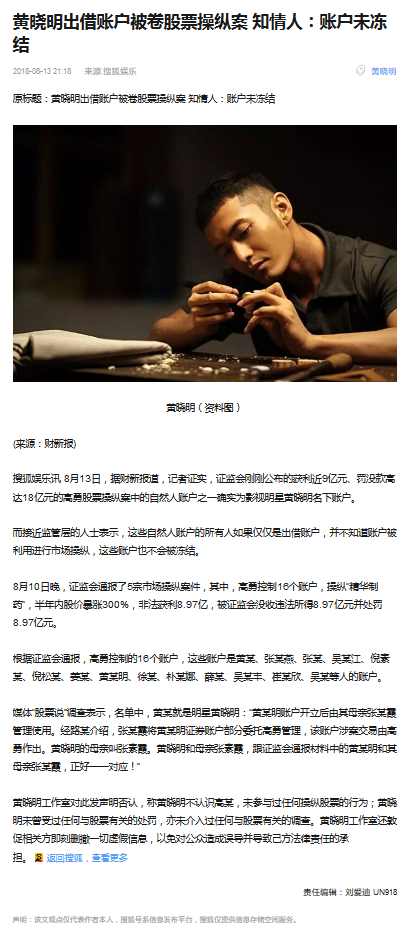 黄晓明出借账户被卷股票操纵案 知情人：账户未冻
结
2018-08-13 21:18 来源:搜狐娱乐 黄晓明
原标题：黄晓明出借账户被卷股票操纵案 知情人：账户未冻结
黄晓明（资料图）
(来源：财新报)
搜狐娱乐讯 8月13日，据财新报道，记者证实，证监会刚刚公布的获利近9亿元、罚没款高
达18亿元的高勇股票操纵案中的自然人账户之一确实为影视明星黄晓明名下账户。
而接近监管层的人士表示，这些自然人账户的所有人如果仅仅是出借账户，并不知道账户被
利用进行市场操纵，这些账户也不会被冻结。
8月10日晚，证监会通报了5宗市场操纵案件，其中，高勇控制16个账户，操纵“精华制
药”，半年内股价暴涨300%，非法获利8.97亿，被证监会没收违法所得8.97亿元并处罚
8.97亿元。
根据证监会通报，高勇控制的16个账户，这些账户是黄某、张某燕、张某、吴某江、倪素
某、倪松某、姜某、黄某明、徐某、朴某娜、薛某、吴某丰、崔某欣、吴某等人的账户。
媒体“股票说”调查表示，名单中，黄某就是明星黄晓明：“黄某明账户开立后由其母亲张某霞
管理使用。经路某介绍，张某霞将黄某明证券账户部分委托高勇管理，该账户涉案交易由高
勇作出。黄晓明的母亲叫张素霞。黄晓明和母亲张素霞，跟证监会通报材料中的黄某明和其
母亲张某霞，正好一一对应！”
黄晓明工作室对此发声明否认，称黄晓明不认识高某，未参与过任何操纵股票的行为；黄晓
明未曾受过任何与股票有关的处罚，亦未介入过任何与股票有关的调查。黄晓明工作室还敦
促相关方即刻删撤一切虚假信息，以免对公众造成误导并导致己方法律责任的承
担。 返回搜狐，查看更多
责任编辑：刘爱迪 UN918
声明：该文观点仅代表作者本人，搜狐号系信息发布平台，搜狐仅提供信息存储空间服务。